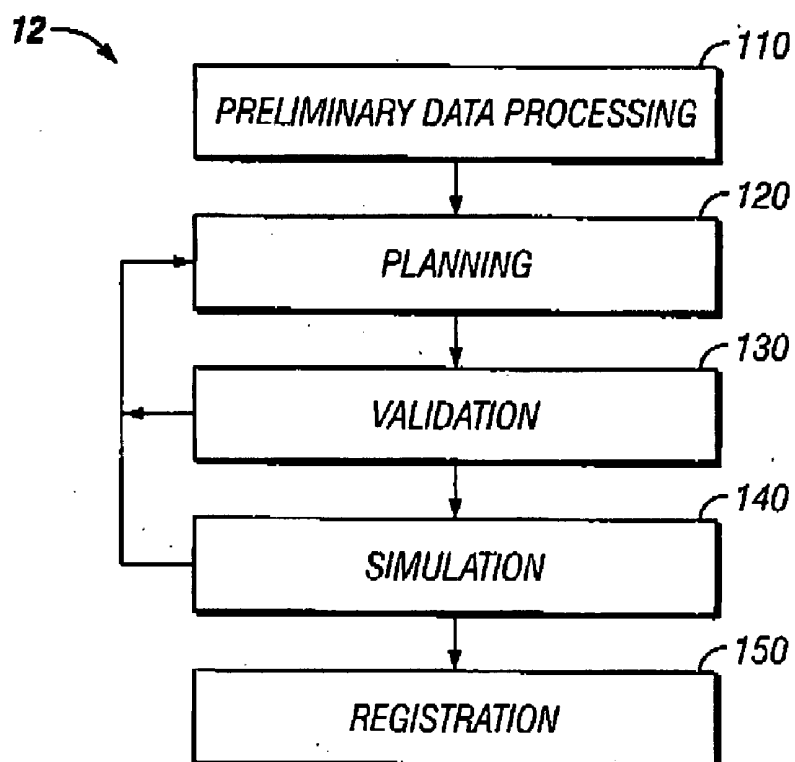 12
110
PRELIMINARY DATA PROCESSING
120
PLANNING
130
VALIDATION
140
SIMULATION
150
REGISTRATION